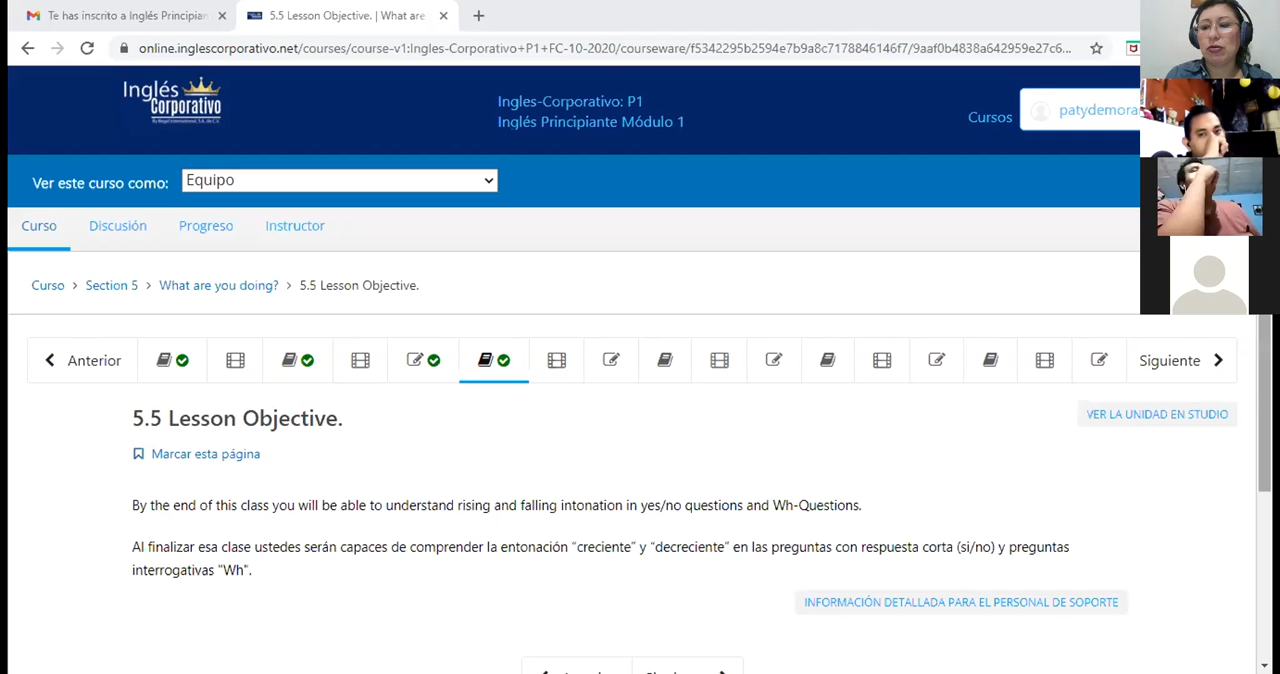 Te has inscrito a Inglés Principian
5.5 Lesson Objective. | What are
online.inglescorporativo.net/courses/course-v1:Ingles-Corporativo+P1+FC-10-2020/courseware/f5342295b2594e7b9a8c7178846146f7/9aaf0b4838a642959e27c6...
Inglés
Corporativo
Ingles-Corporativo: P1
Inglés Principiante Módulo 1
Cursos
patydemora
Ver este curso como:
Equipo
Curso
Discusión
Progreso
Instructor
Curso > Section 5 > What are you doing? > 5.5 Lesson Objective.
Anterior
Siguiente
5.5 Lesson Objective.
VER LA UNIDAD EN STUDIO
Marcar esta página
By the end of this class you will be able to understand rising and falling intonation in yes/no questions and Wh-Questions.
Al finalizar esa clase ustedes serán capaces de comprender la entonación “creciente” y “decreciente” en las preguntas con respuesta corta (si/no) y preguntas
interrogativas "Wh".
INFORMACIÓN DETALLADA PARA EL PERSONAL DE SOPORTE